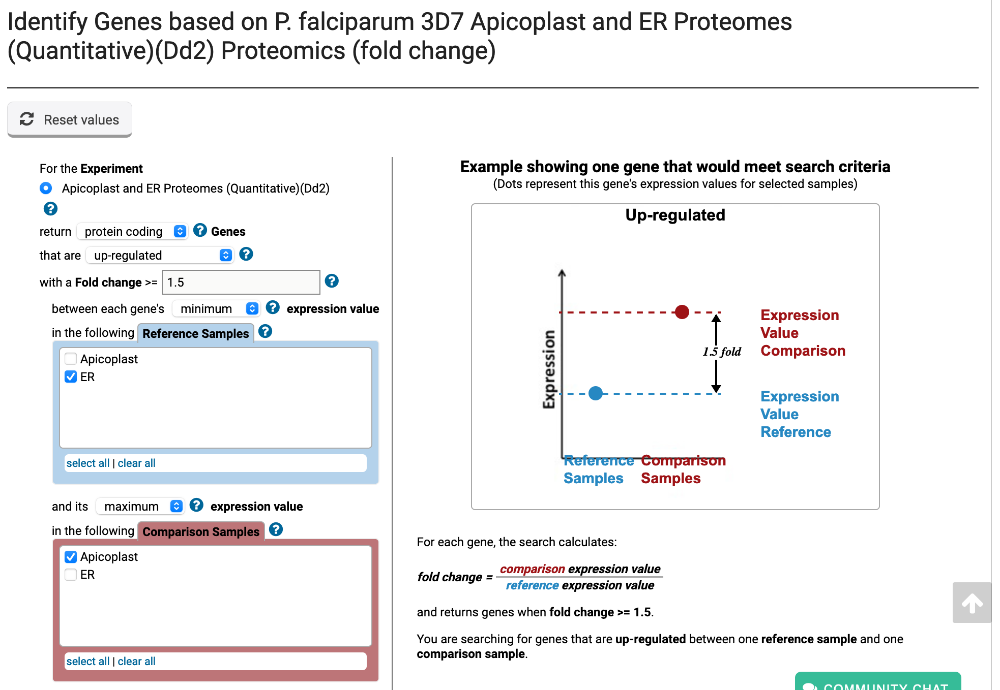 Identify Genes based on P. falciparum 3D7 Apicoplast and ER Proteomes
(Quantitative)(Dd2) Proteomics (fold change)
Reset values
For the Experiment
Apicoplast and ER Proteomes (Quantitative)(Dd2)
?
return protein coding ? Genes
that are up-regulated ?
with a Fold change >= 1.5 ?
between each gene's minimum ? expression value
in the following Reference Samples ?
Apicoplast
ER
select all | clear all
and its maximum ? expression value
in the following Comparison Samples ?
Apicoplast
ER
select all | clear all
Example showing one gene that would meet search criteria
(Dots represent this gene's expression values for selected samples)
Up-regulated
Expression
Expression
Value
Comparison
1.5 fold
Expression
Value
Reference
Reference Comparison
Samples Samples
For each gene, the search calculates:
fold change = comparison expression value
reference expression value
and returns genes when fold change >= 1.5.
You are searching for genes that are up-regulated between one reference sample and one
comparison sample.
COMMUNITY CHAT